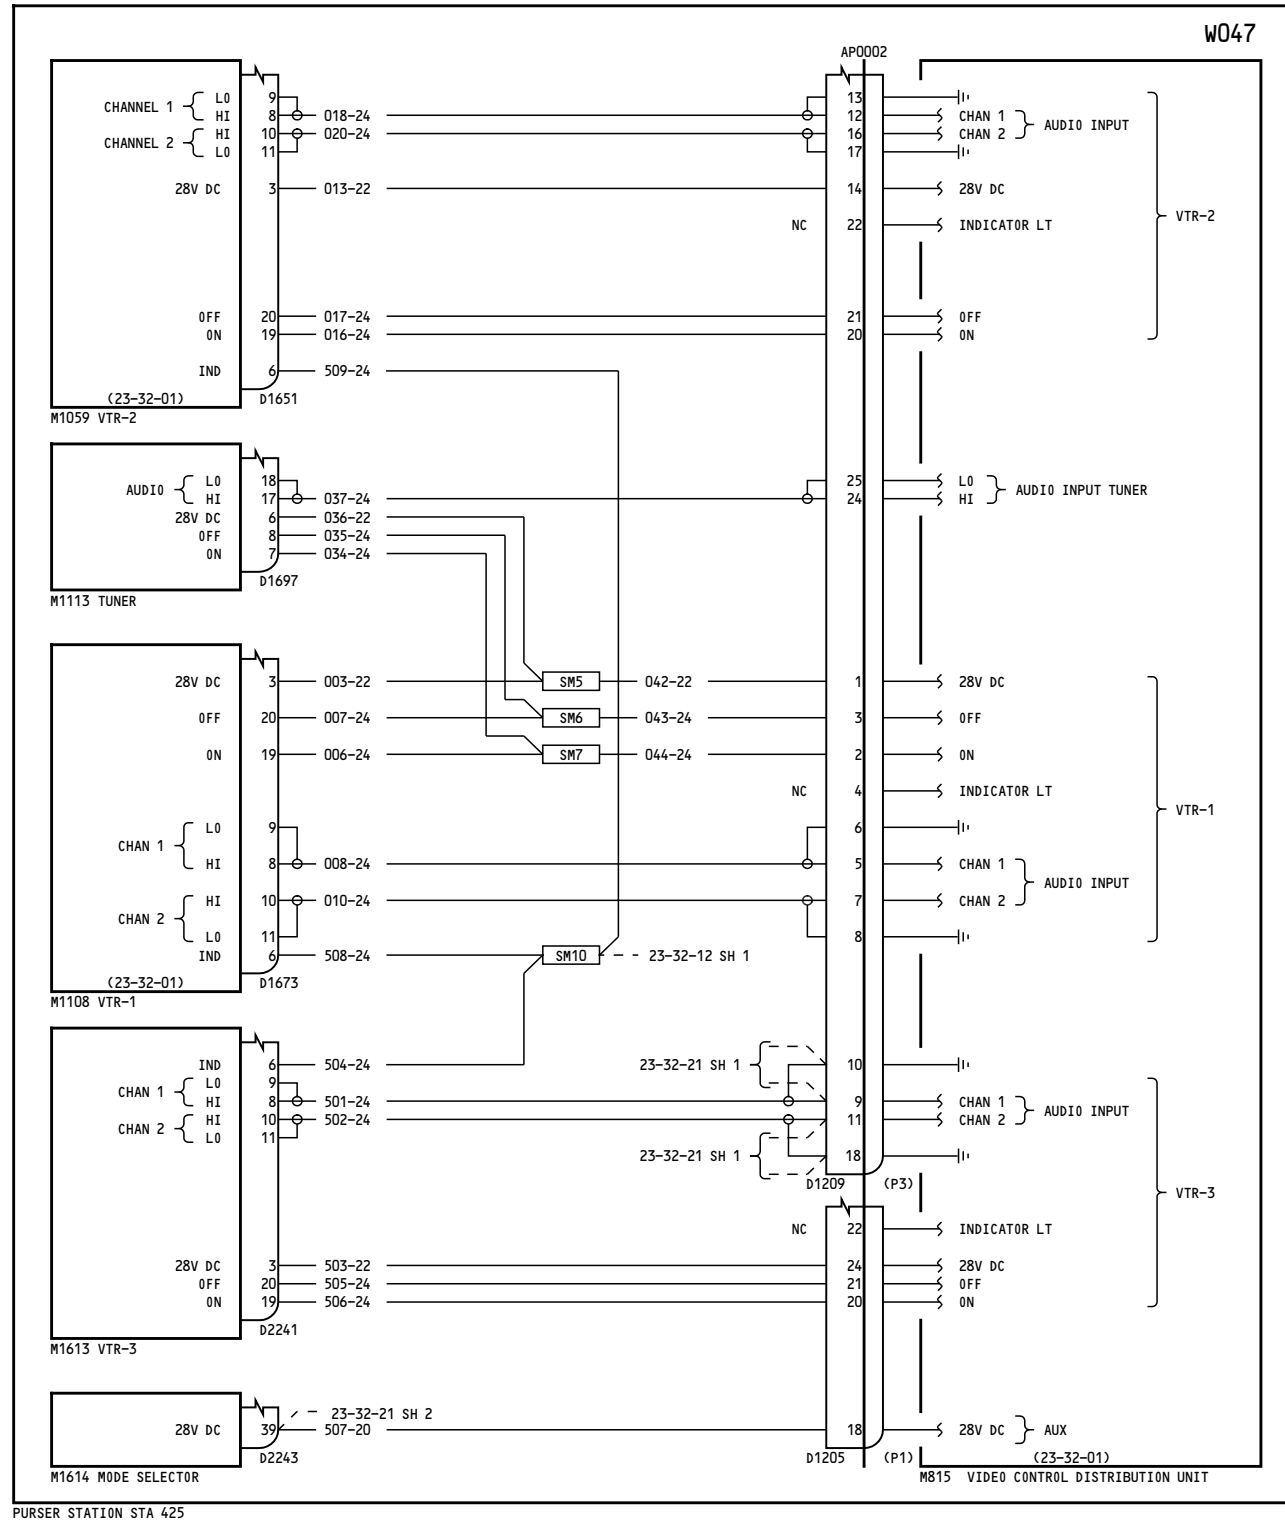 W047
AP0002
CHANNEL 1 LO 9 13
HI 8 018-24 12 CHAN 1 AUDIO INPUT
CHANNEL 2 HI 10 020-24 16 CHAN 2
LO 11 17
28V DC 3 013-22 14 28V DC
VTR-2
NC 22 INDICATOR LT
OFF 20 017-24 21 OFF
ON 19 016-24 20 ON
IND 6 509-24
(23-32-01) D1651
M1059 VTR-2
AUDIO LO 18 25 LO AUDIO INPUT TUNER
HI 17 037-24 24 HI
28V DC 6 036-22
OFF 8 035-24
ON 7 034-24
D1697
M1113 TUNER
28V DC 3 003-22 SM5 042-22 1 28V DC
OFF 20 007-24 SM6 043-24 3 OFF
ON 19 006-24 SM7 044-24 2 ON
NC 4 INDICATOR LT
VTR-1
CHAN 1 LO 9 6
HI 8 008-24 5 CHAN 1 AUDIO INPUT
CHAN 2 HI 10 010-24 7 CHAN 2
LO 11 8
IND 6 508-24 SM10 23-32-12 SH 1
(23-32-01) D1673
M1108 VTR-1
IND 6 504-24 23-32-21 SH 1 10
CHAN 1 LO 9
HI 8 501-24 9 CHAN 1 AUDIO INPUT
CHAN 2 HI 10 502-24 11 CHAN 2
LO 11
23-32-21 SH 1 18
D1209 (P3)
VTR-3
NC 22 INDICATOR LT
28V DC 3 503-22 24 28V DC
OFF 20 505-24 21 OFF
ON 19 506-24 20 ON
D2241
M1613 VTR-3
23-32-21 SH 2
28V DC 39 507-20 18 28V DC AUX
D2243 D1205 (P1) (23-32-01)
M1614 MODE SELECTOR M815 VIDEO CONTROL DISTRIBUTION UNIT
PURSER STATION STA 425